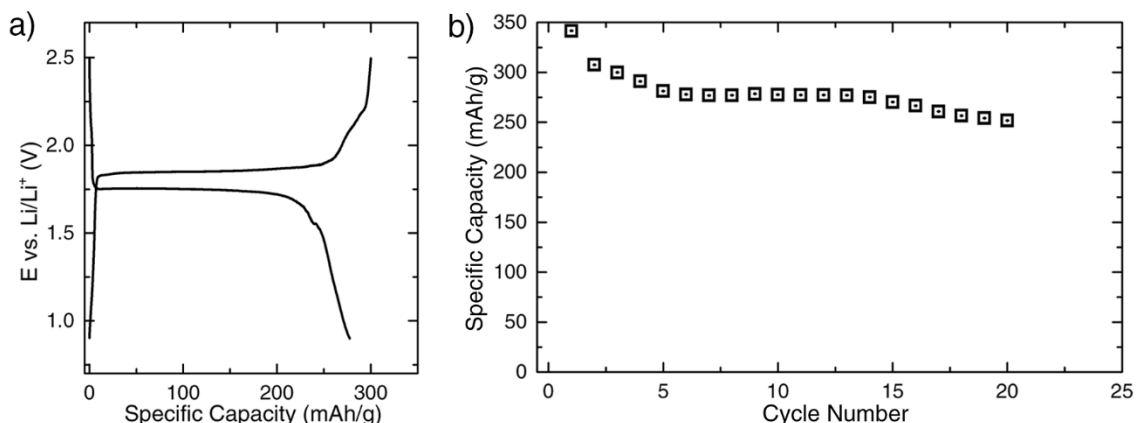 a)
E vs. Li/Li⁺ (V)
2.5
2.0
1.5
1.0
0 100 200 300
Specific Capacity (mAh/g)
b)
Specific Capacity (mAh/g)
350
300
250
200
150
100
50
0
0 5 10 15 20 25
Cycle Number